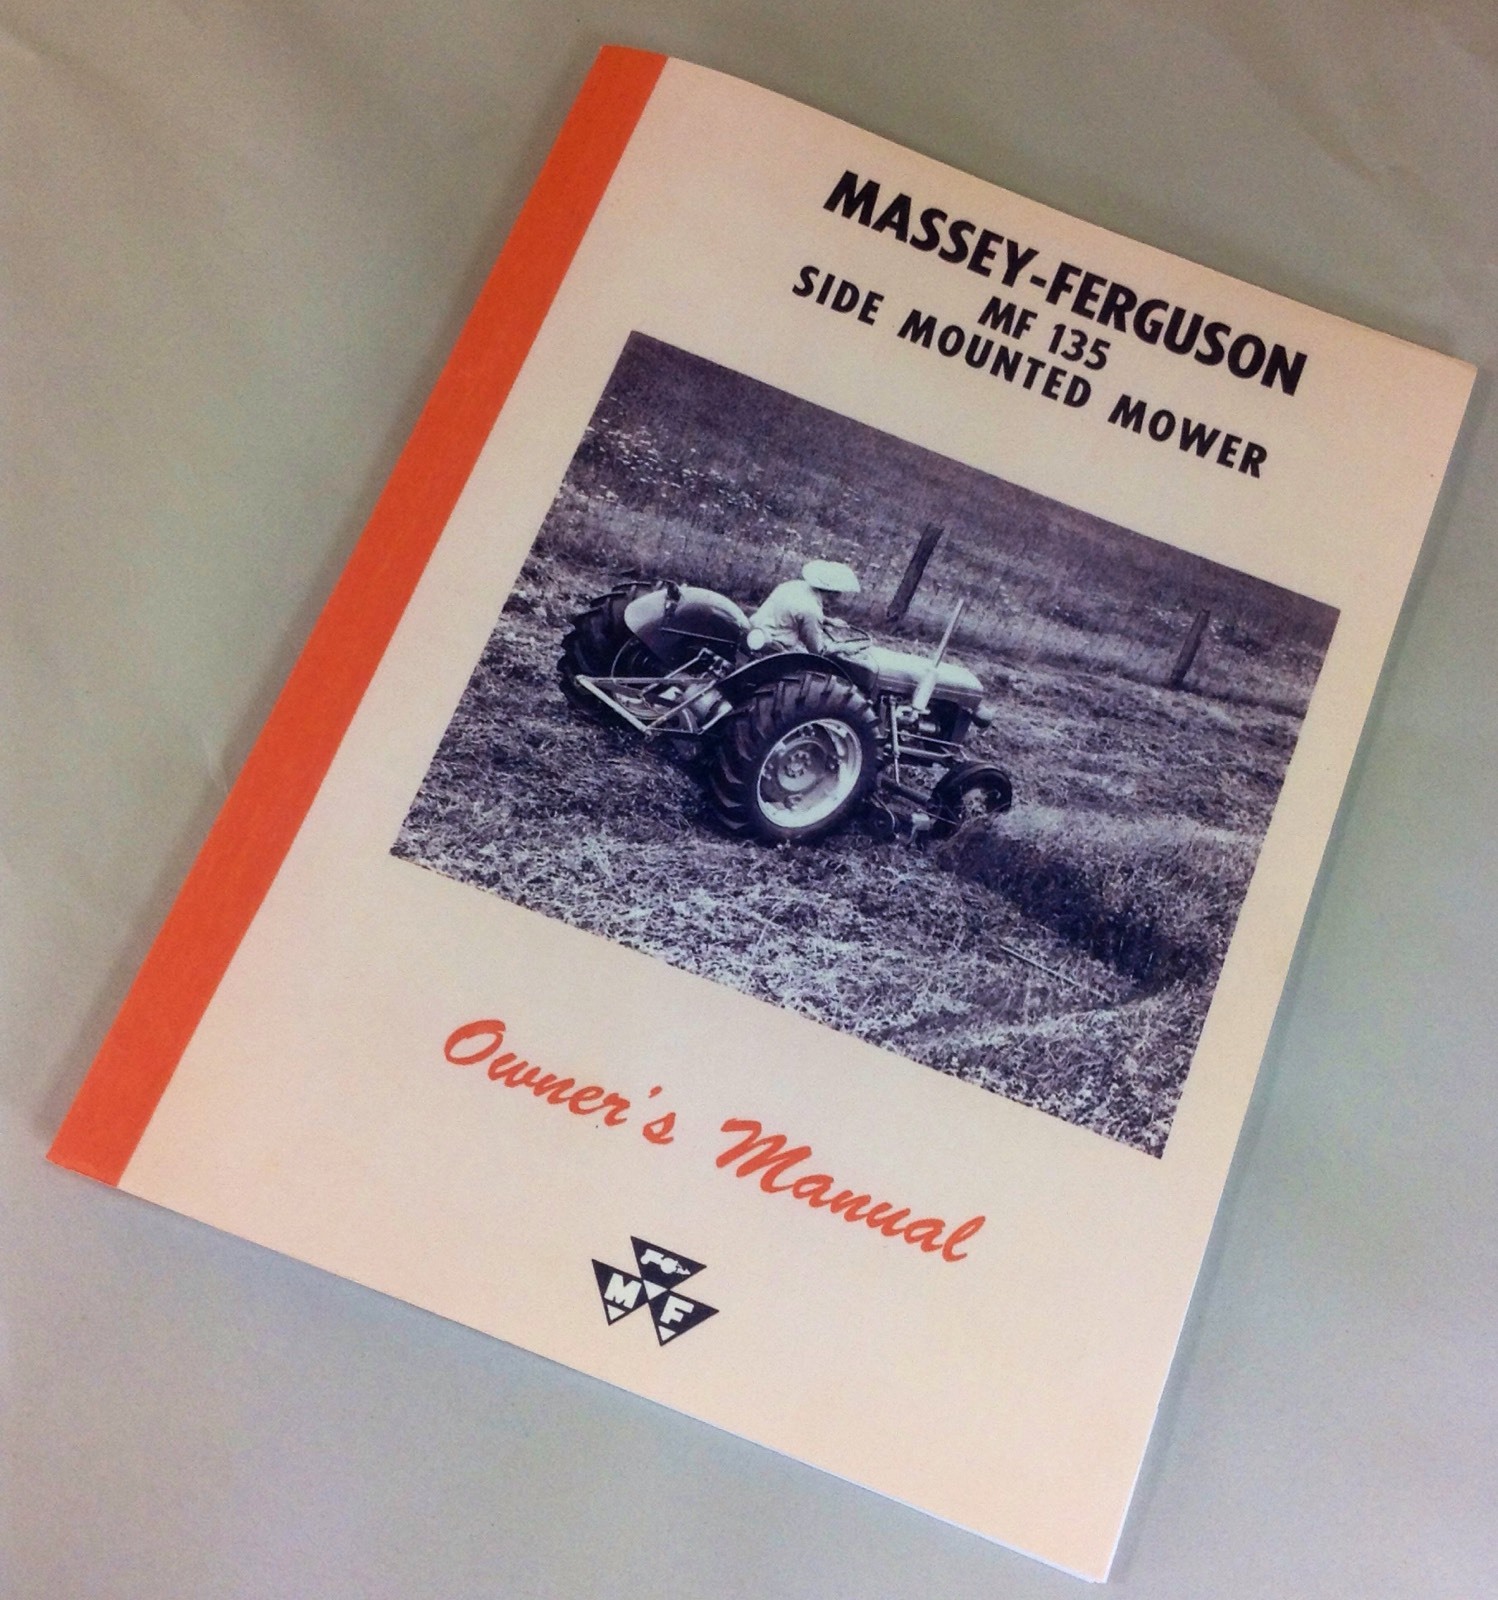 MASSEY-FERGUSON
MF 135
SIDE MOUNTED MOWER
Owner's Manual
M F